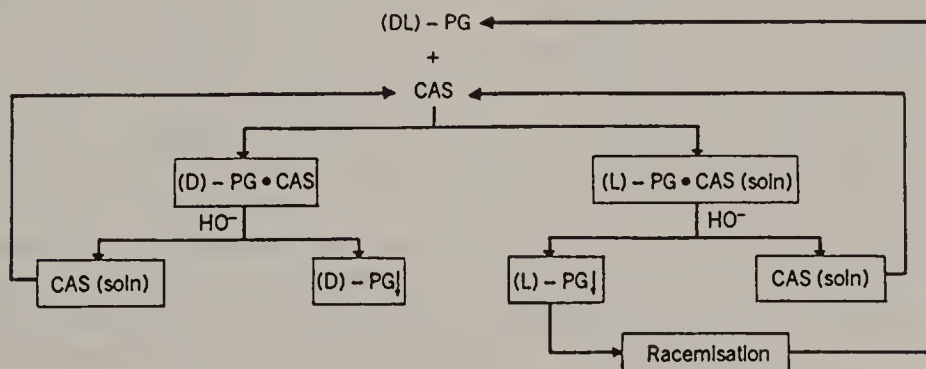 (DL) – PG
+
CAS
(D) – PG • CAS
(L) – PG • CAS (soln)
HO⁻
HO⁻
CAS (soln)
(D) – PG↓
(L) – PG↓
CAS (soln)
Racemisation